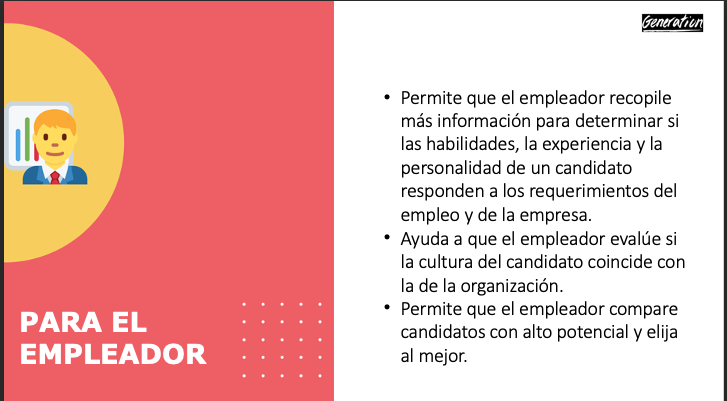 Generation
• Permite que el empleador recopile
más información para determinar si
las habilidades, la experiencia y la
personalidad de un candidato
responden a los requerimientos del
empleo y de la empresa.
• Ayuda a que el empleador evalúe si
la cultura del candidato coincide con
la de la organización.
• Permite que el empleador compare
candidatos con alto potencial y elija
al mejor.
PARA EL
EMPLEADOR